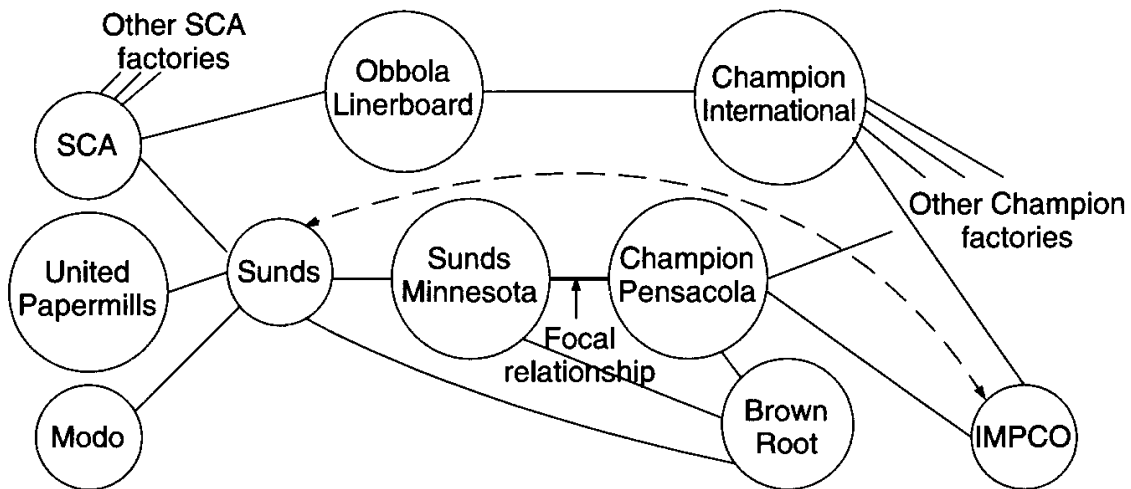 Other SCA
factories
SCA
Obbola
Linerboard
Champion
International
Other Champion
factories
United
Papermills
Sunds
Sunds
Minnesota
Champion
Pensacola
Focal
relationship
Modo
Brown
Root
IMPCO